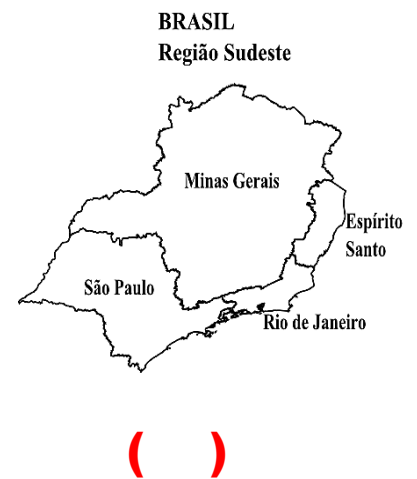 BRASIL
Região Sudeste
Minas Gerais
Espírito
Santo
São Paulo
Rio de Janeiro
(     )